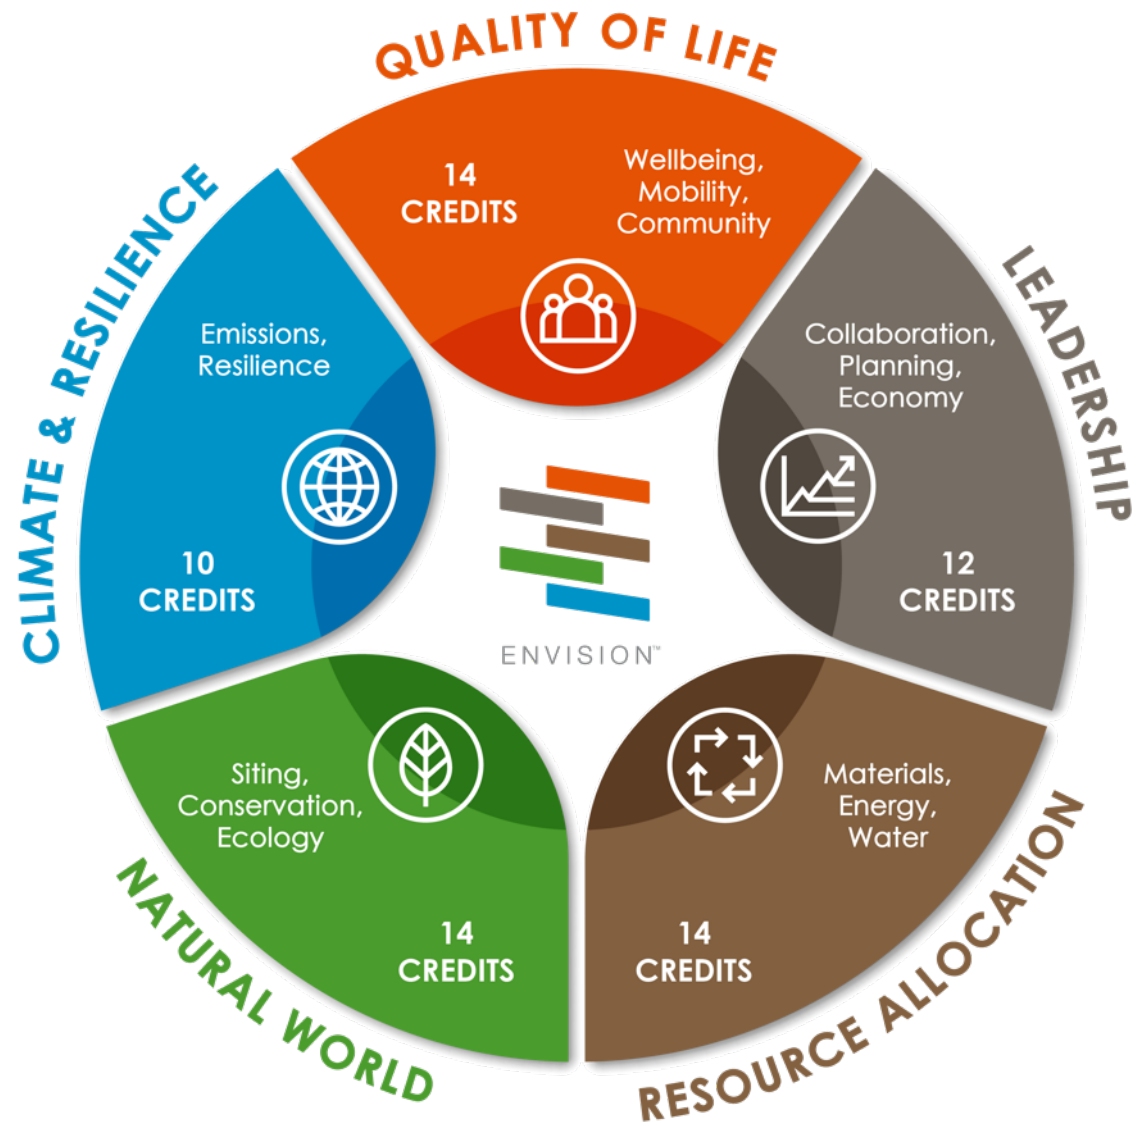 QUALITY OF LIFE
14
CREDITS
Wellbeing,
Mobility,
Community
LEADERSHIP
Collaboration,
Planning,
Economy
12
CREDITS
RESOURCE ALLOCATION
Materials,
Energy,
Water
14
CREDITS
NATURAL WORLD
Siting,
Conservation,
Ecology
14
CREDITS
CLIMATE & RESILIENCE
Emissions,
Resilience
10
CREDITS
ENVISION™